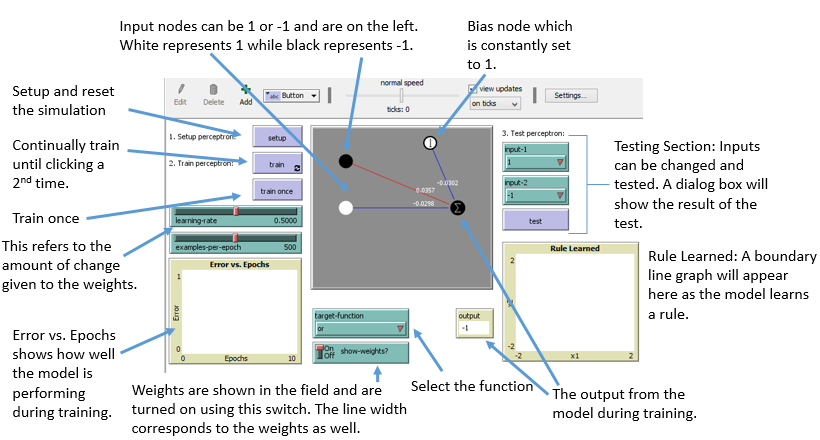 Input nodes can be 1 or -1 and are on the left.
White represents 1 while black represents -1.
Bias node which
is constantly set
to 1.
Setup and reset
the simulation
Continually train
until clicking a
2nd time.
Train once
This refers to the
amount of change
given to the weights.
Error vs. Epochs
shows how well
the model is
performing
during training.
Edit
Delete
Add
abc Button
normal speed
ticks: 0
view updates
on ticks
Settings...
1. Setup perceptron:
setup
2. Train perceptron:
train
train once
learning-rate 0.5000
examples-per-epoch 500
Error vs. Epochs
1
Error
0
0 Epochs 10
-0.0302
0.0357
-0.0298
Σ
target-function
or
On
Off
show-weights?
output
-1
3. Test perceptron:
input-1
1
input-2
-1
test
Rule Learned
2
x2
-2
-2 x1 2
Testing Section: Inputs
can be changed and
tested. A dialog box will
show the result of the
test.
Rule Learned: A boundary
line graph will appear
here as the model learns
a rule.
Weights are shown in the field and are
turned on using this switch. The line width
corresponds to the weights as well.
Select the function
The output from the
model during training.